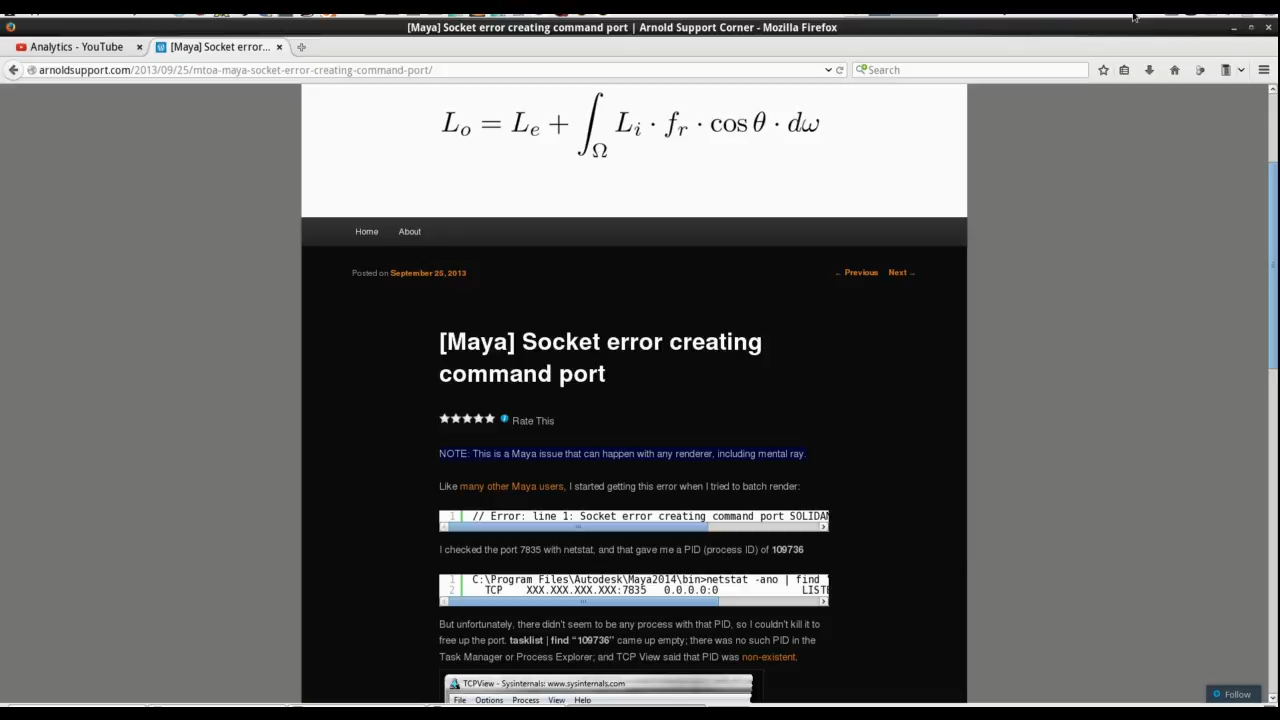 [Maya] Socket error creating command port | Arnold Support Corner - Mozilla Firefox
Analytics - YouTube
[Maya] Socket error...
arnoldsupport.com/2013/09/25/mtoa-maya-socket-error-creating-command-port/
Search
L_o = L_e + ∫_Ω L_i · f_r · cos θ · dω
Home About
Posted on September 25, 2013
← Previous Next →
[Maya] Socket error creating
command port
Rate This
NOTE: This is a Maya issue that can happen with any renderer, including mental ray.
Like many other Maya users, I started getting this error when I tried to batch render:
1 // Error: line 1: Socket error creating command port SOLIDAN
I checked the port 7835 with netstat, and that gave me a PID (process ID) of 109736
1 C:\Program Files\Autodesk\Maya2014\bin>netstat -ano | find
2 TCP XXX.XXX.XXX.XXX:7835 0.0.0.0:0 LISTE
But unfortunately, there didn't seem to be any process with that PID, so I couldn't kill it to
free up the port. tasklist | find “109736” came up empty; there was no such PID in the
Task Manager or Process Explorer; and TCP View said that PID was non-existent.
TCPView - Sysinternals: www.sysinternals.com
File Options Process View Help
Follow